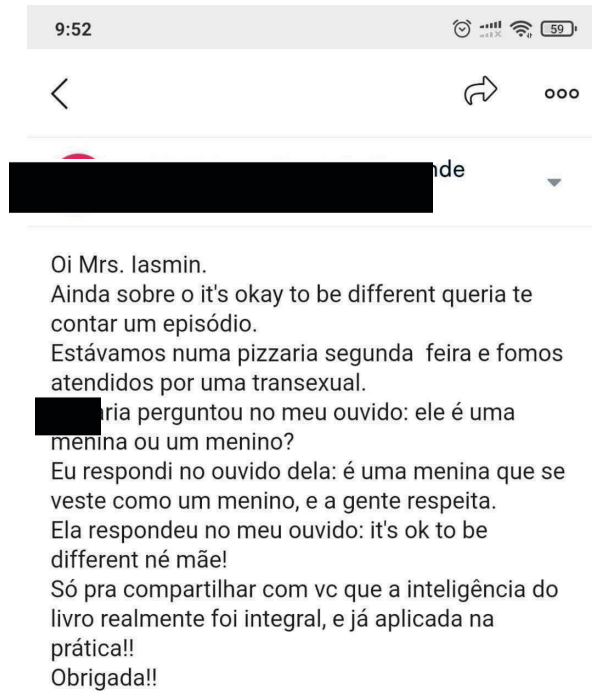 9:52
59
nde
Oi Mrs. Iasmin.
Ainda sobre o it's okay to be different queria te
contar um episódio.
Estávamos numa pizzaria segunda  feira e fomos
atendidos por uma transexual.
ria perguntou no meu ouvido: ele é uma
menina ou um menino?
Eu respondi no ouvido dela: é uma menina que se
veste como um menino, e a gente respeita.
Ela respondeu no meu ouvido: it's ok to be
different né mãe!
Só pra compartilhar com vc que a inteligência do
livro realmente foi integral, e já aplicada na
prática!!
Obrigada!!